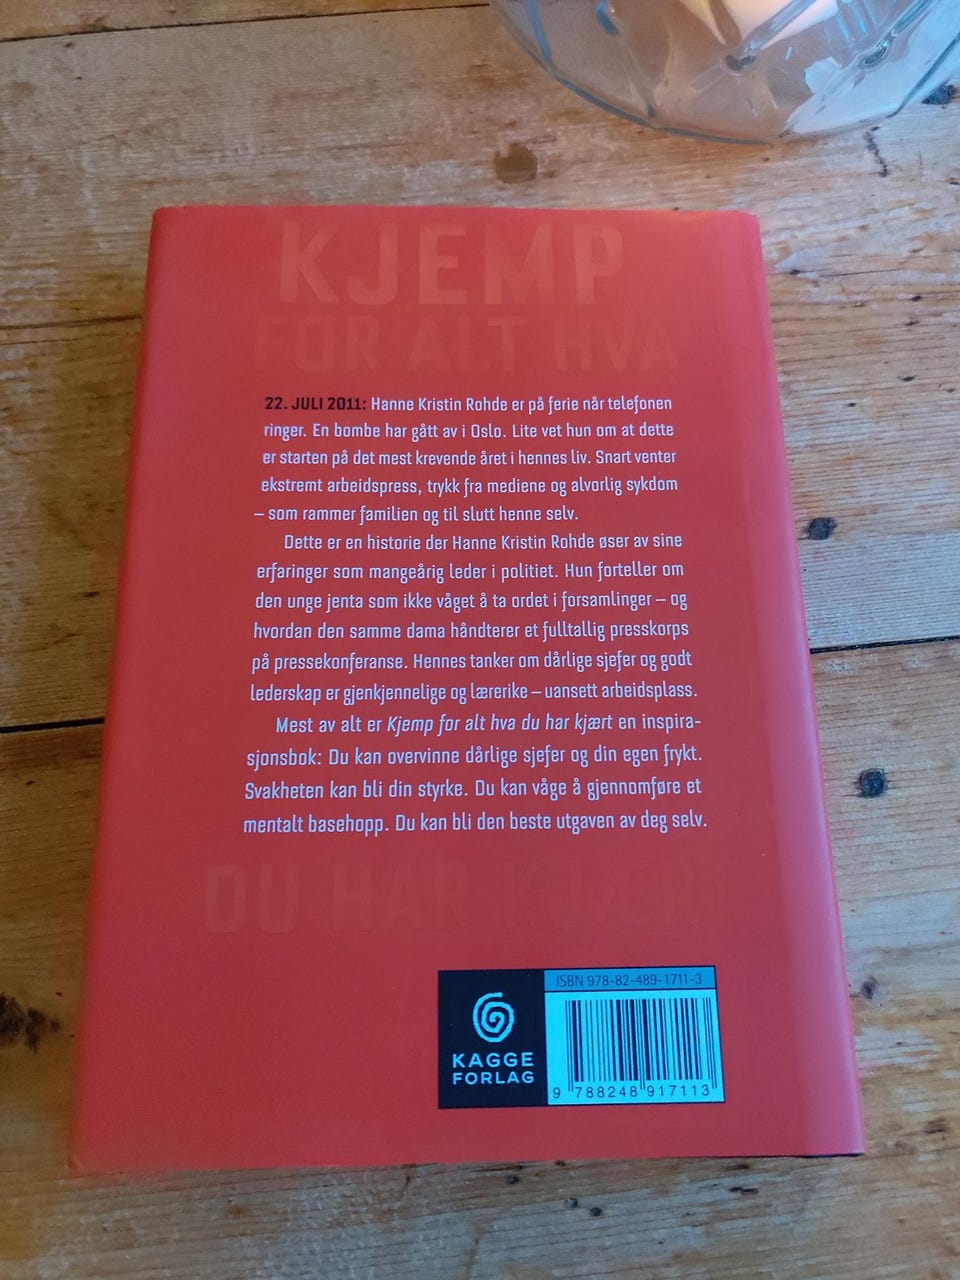 KJEMP
FOR ALT HVA
22. JULI 2011: Hanne Kristin Rohde er på ferie når telefonen
ringer. En bombe har gått av i Oslo. Lite vet hun om at dette
er starten på det mest krevende året i hennes liv. Snart venter
ekstremt arbeidspress, trykk fra mediene og alvorlig sykdom
– som rammer familien og til slutt henne selv.
Dette er en historie der Hanne Kristin Rohde øser av sine
erfaringer som mangeårig leder i politiet. Hun forteller om
den unge jenta som ikke våget å ta ordet i forsamlinger – og
hvordan den samme dama håndterer et fulltallig pressekorps
på pressekonferanse. Hennes tanker om dårlige sjefer og godt
lederskap er gjenkjennelige og lærerike – uansett arbeidsplass.
Mest av alt er Kjemp for alt hva du har kjært en inspira-
sjonsbok: Du kan overvinne dårlige sjefer og din egen frykt.
Svakheten kan bli din styrke. Du kan våge å gjennomføre et
mentalt basehopp. Du kan bli den beste utgaven av deg selv.
DU HAR KJÆRT
ISBN 978-82-489-1711-3
KAGGE
FORLAG
9 788248 917113